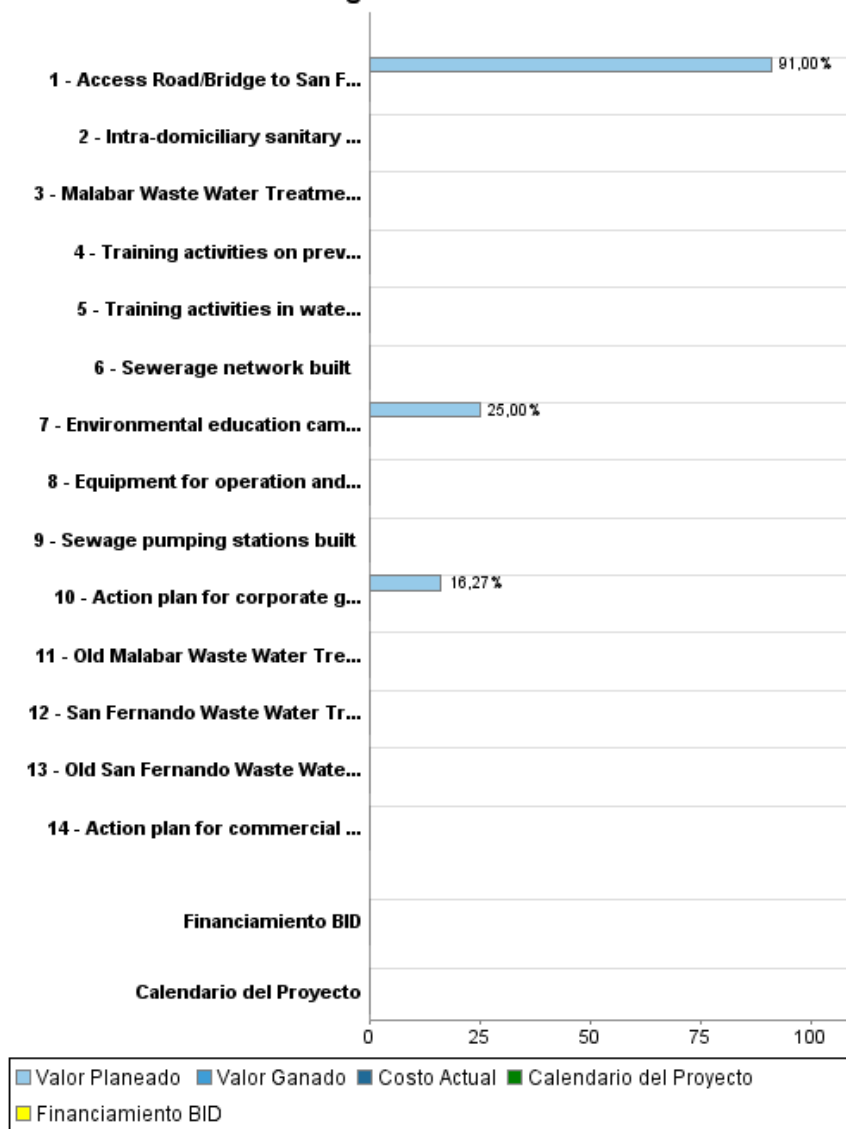 1 - Access Road/Bridge to San F...
91,00%
2 - Intra-domiciliary sanitary ...
3 - Malabar Waste Water Treatme...
4 - Training activities on prev...
5 - Training activities in wate...
6 - Sewerage network built
7 - Environmental education cam...
25,00%
8 - Equipment for operation and...
9 - Sewage pumping stations built
10 - Action plan for corporate g...
16,27%
11 - Old Malabar Waste Water Tre...
12 - San Fernando Waste Water Tr...
13 - Old San Fernando Waste Wate...
14 - Action plan for commercial ...
Financiamiento BID
Calendario del Proyecto
0 25 50 75 100
Valor Planeado Valor Ganado Costo Actual Calendario del Proyecto
Financiamiento BID